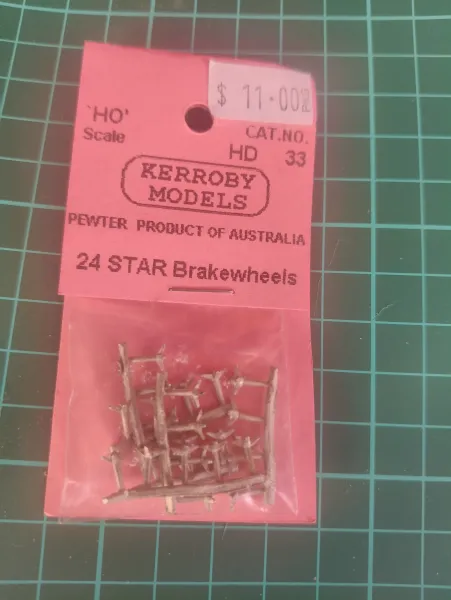 $ 11.00
'HO'
Scale
CAT.NO.
HD 33
KERROBY
MODELS
PEWTER PRODUCT OF AUSTRALIA
24 STAR Brakewheels